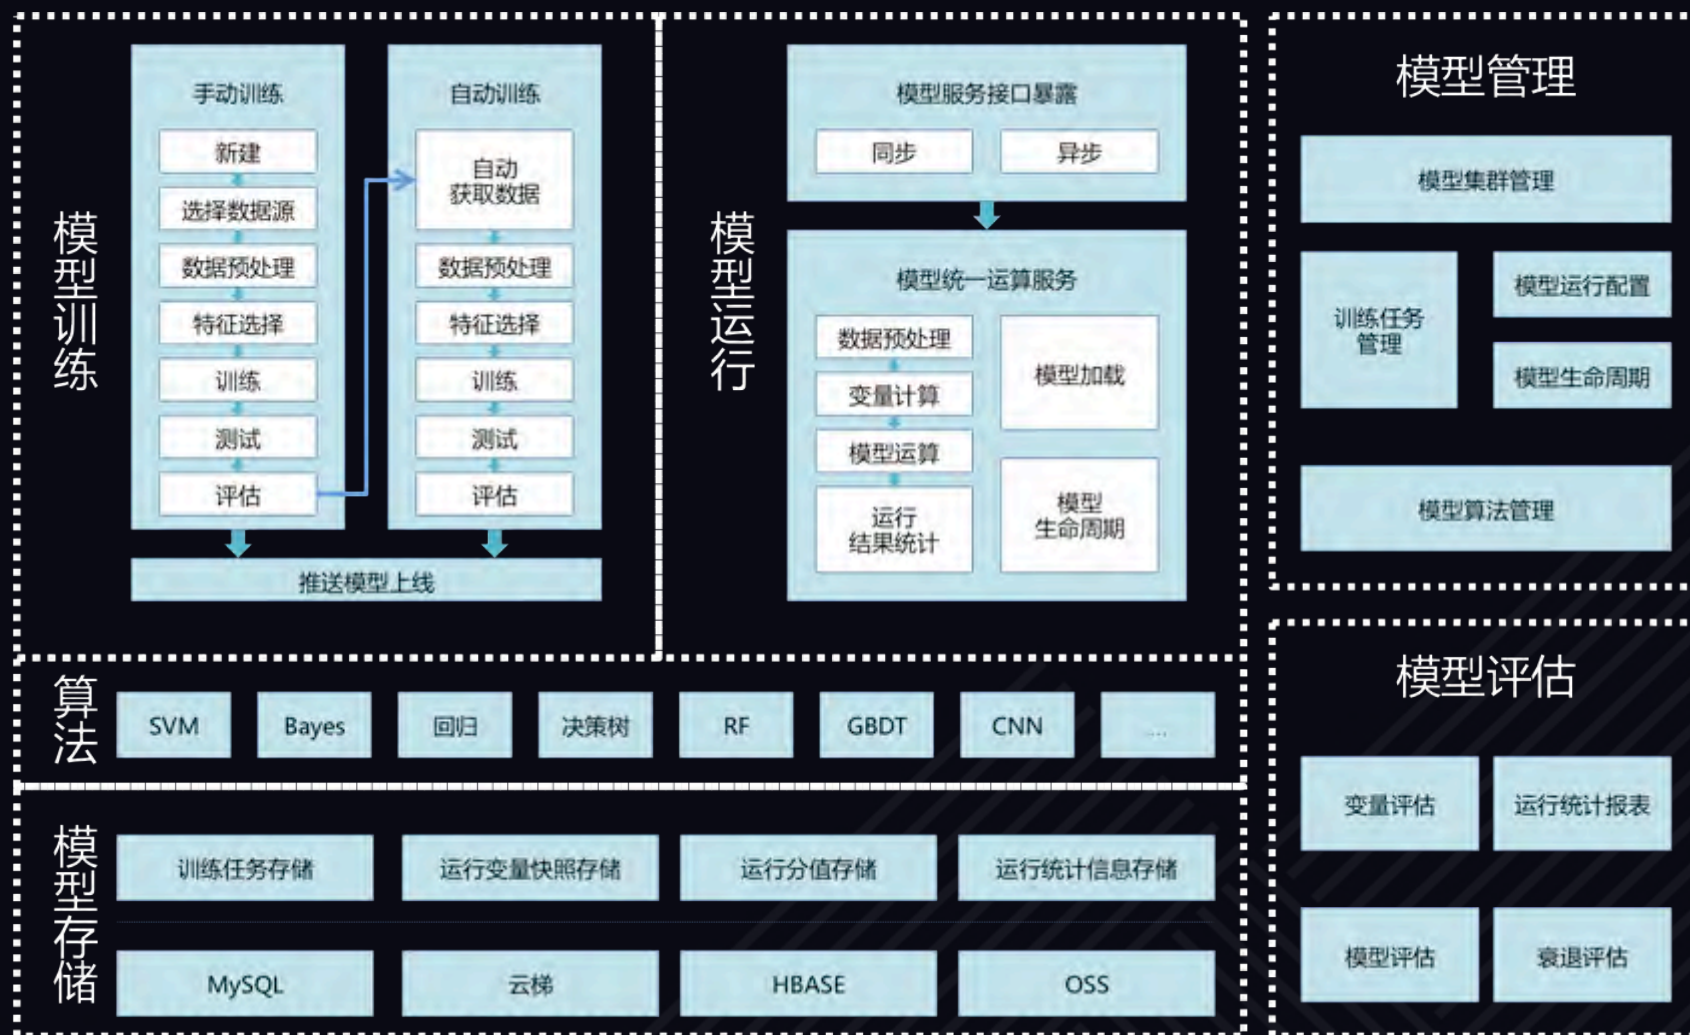 模型训练
手动训练
新建
选择数据源
数据预处理
特征选择
训练
测试
评估
自动训练
自动
获取数据
数据预处理
特征选择
训练
测试
评估
推送模型上线
模型运行
模型服务接口暴露
同步
异步
模型统一运算服务
数据预处理
变量计算
模型运算
运行
结果统计
模型加载
模型
生命周期
算法
SVM
Bayes
回归
决策树
RF
GBDT
CNN
...
模型存储
训练任务存储
运行变量快照存储
运行分值存储
运行统计信息存储
MySQL
云梯
HBASE
OSS
模型管理
模型集群管理
训练任务
管理
模型运行配置
模型生命周期
模型算法管理
模型评估
变量评估
运行统计报表
模型评估
衰退评估